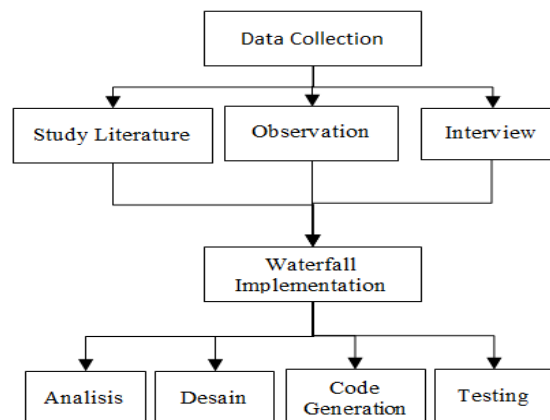 Data Collection
Study Literature
Observation
Interview
Waterfall
Implementation
Analisis
Desain
Code
Generation
Testing